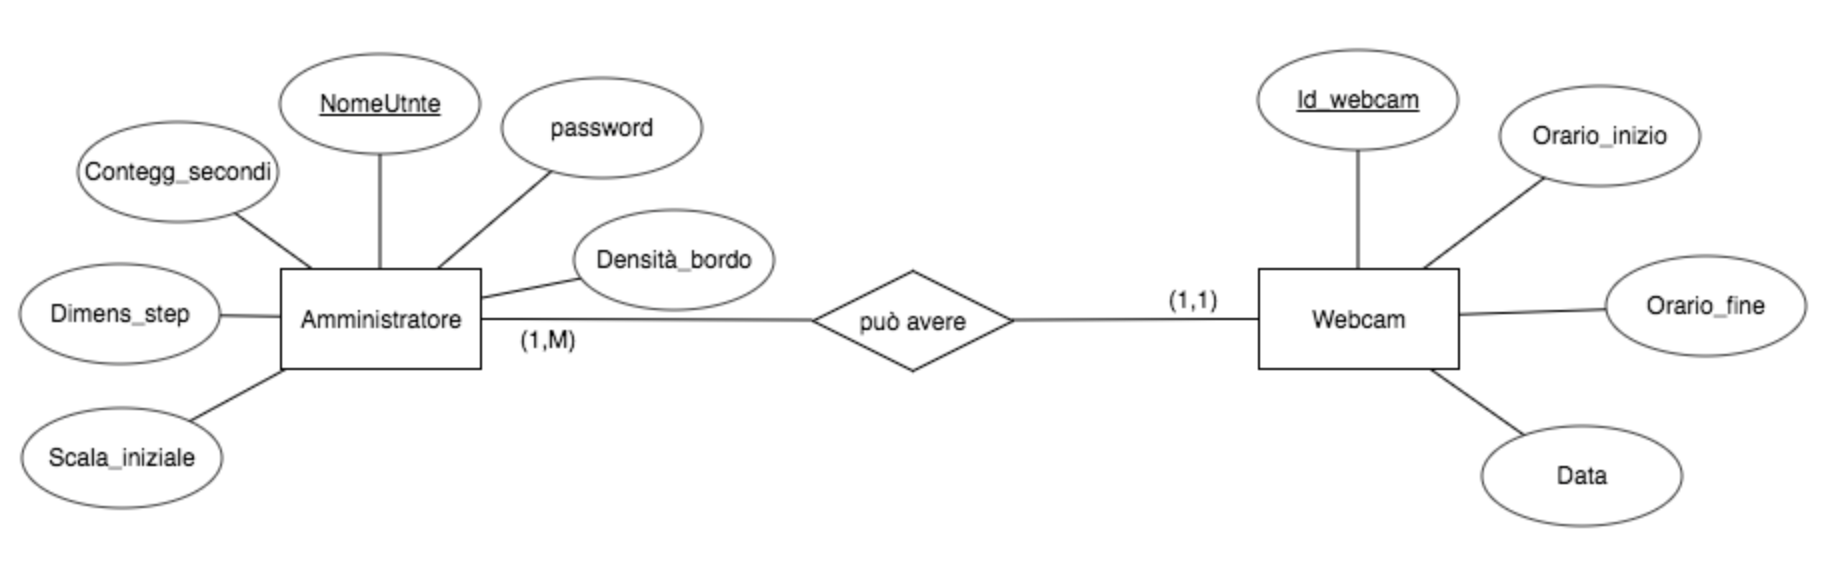 NomeUtnte
password
Contegg_secondi
Densità_bordo
Dimens_step
Amministratore
(1,M)
Scala_iniziale
può avere
(1,1)
Id_webcam
Orario_inizio
Webcam
Orario_fine
Data